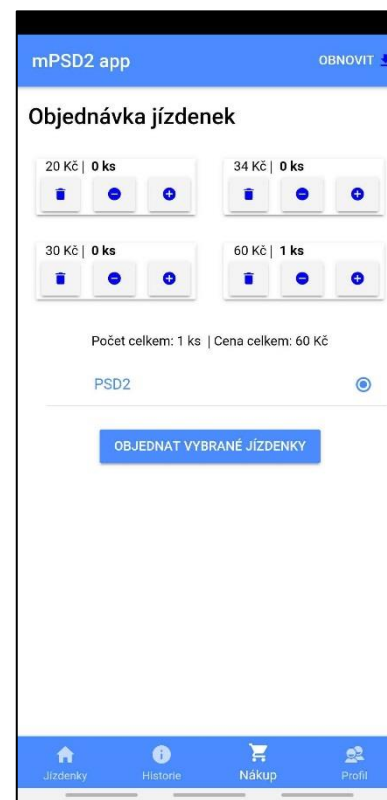 mPSD2 app OBNOVIT
Objednávka jízdenek
20 Kč | 0 ks 34 Kč | 0 ks
30 Kč | 0 ks 60 Kč | 1 ks
Počet celkem: 1 ks | Cena celkem: 60 Kč
PSD2
OBJEDNAT VYBRANÉ JÍZDENKY
Jízdenky Historie Nákup Profil